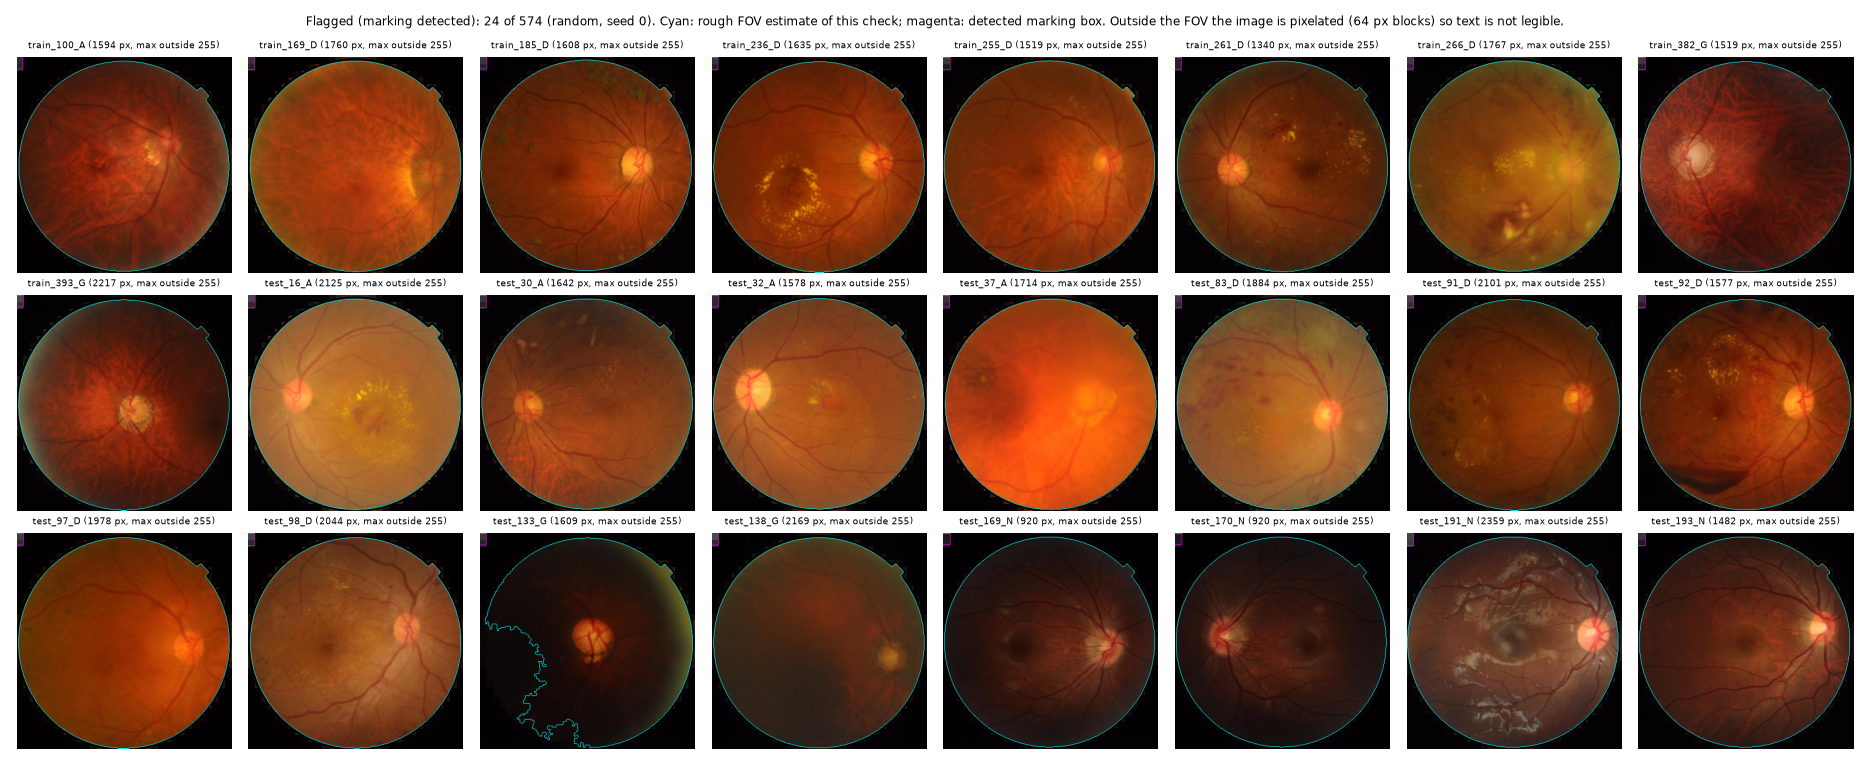 Flagged (marking detected): 24 of 574 (random, seed 0). Cyan: rough FOV estimate of this check; magenta: detected marking box. Outside the FOV the image is pixelated (64 px blocks) so text is not legible.
train_100_A (1594 px, max outside 255)
train_169_D (1760 px, max outside 255)
train_185_D (1608 px, max outside 255)
train_236_D (1635 px, max outside 255)
train_255_D (1519 px, max outside 255)
train_261_D (1340 px, max outside 255)
train_266_D (1767 px, max outside 255)
train_382_G (1519 px, max outside 255)
train_393_G (2217 px, max outside 255)
test_16_A (2125 px, max outside 255)
test_30_A (1642 px, max outside 255)
test_32_A (1578 px, max outside 255)
test_37_A (1714 px, max outside 255)
test_83_D (1884 px, max outside 255)
test_91_D (2101 px, max outside 255)
test_92_D (1577 px, max outside 255)
test_97_D (1978 px, max outside 255)
test_98_D (2044 px, max outside 255)
test_133_G (1609 px, max outside 255)
test_138_G (2169 px, max outside 255)
test_169_N (920 px, max outside 255)
test_170_N (920 px, max outside 255)
test_191_N (2359 px, max outside 255)
test_193_N (1482 px, max outside 255)